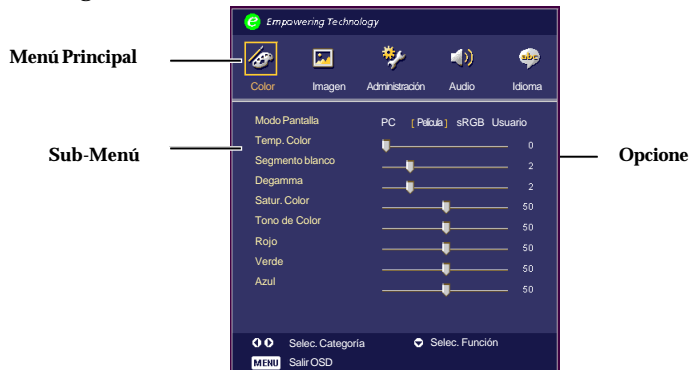 Empowering Technology
Menú Principal
Color Imagen Administración Audio Idioma
Modo Pantalla PC [ Película ] sRGB Usuario
Temp. Color 0
Sub-Menú
Opcione
Segmento blanco 2
Degamma 2
Satur. Color 50
Tono de Color 50
Rojo 50
Verde 50
Azul 50
Selec. Categoría Selec. Función
MENU Salir OSD